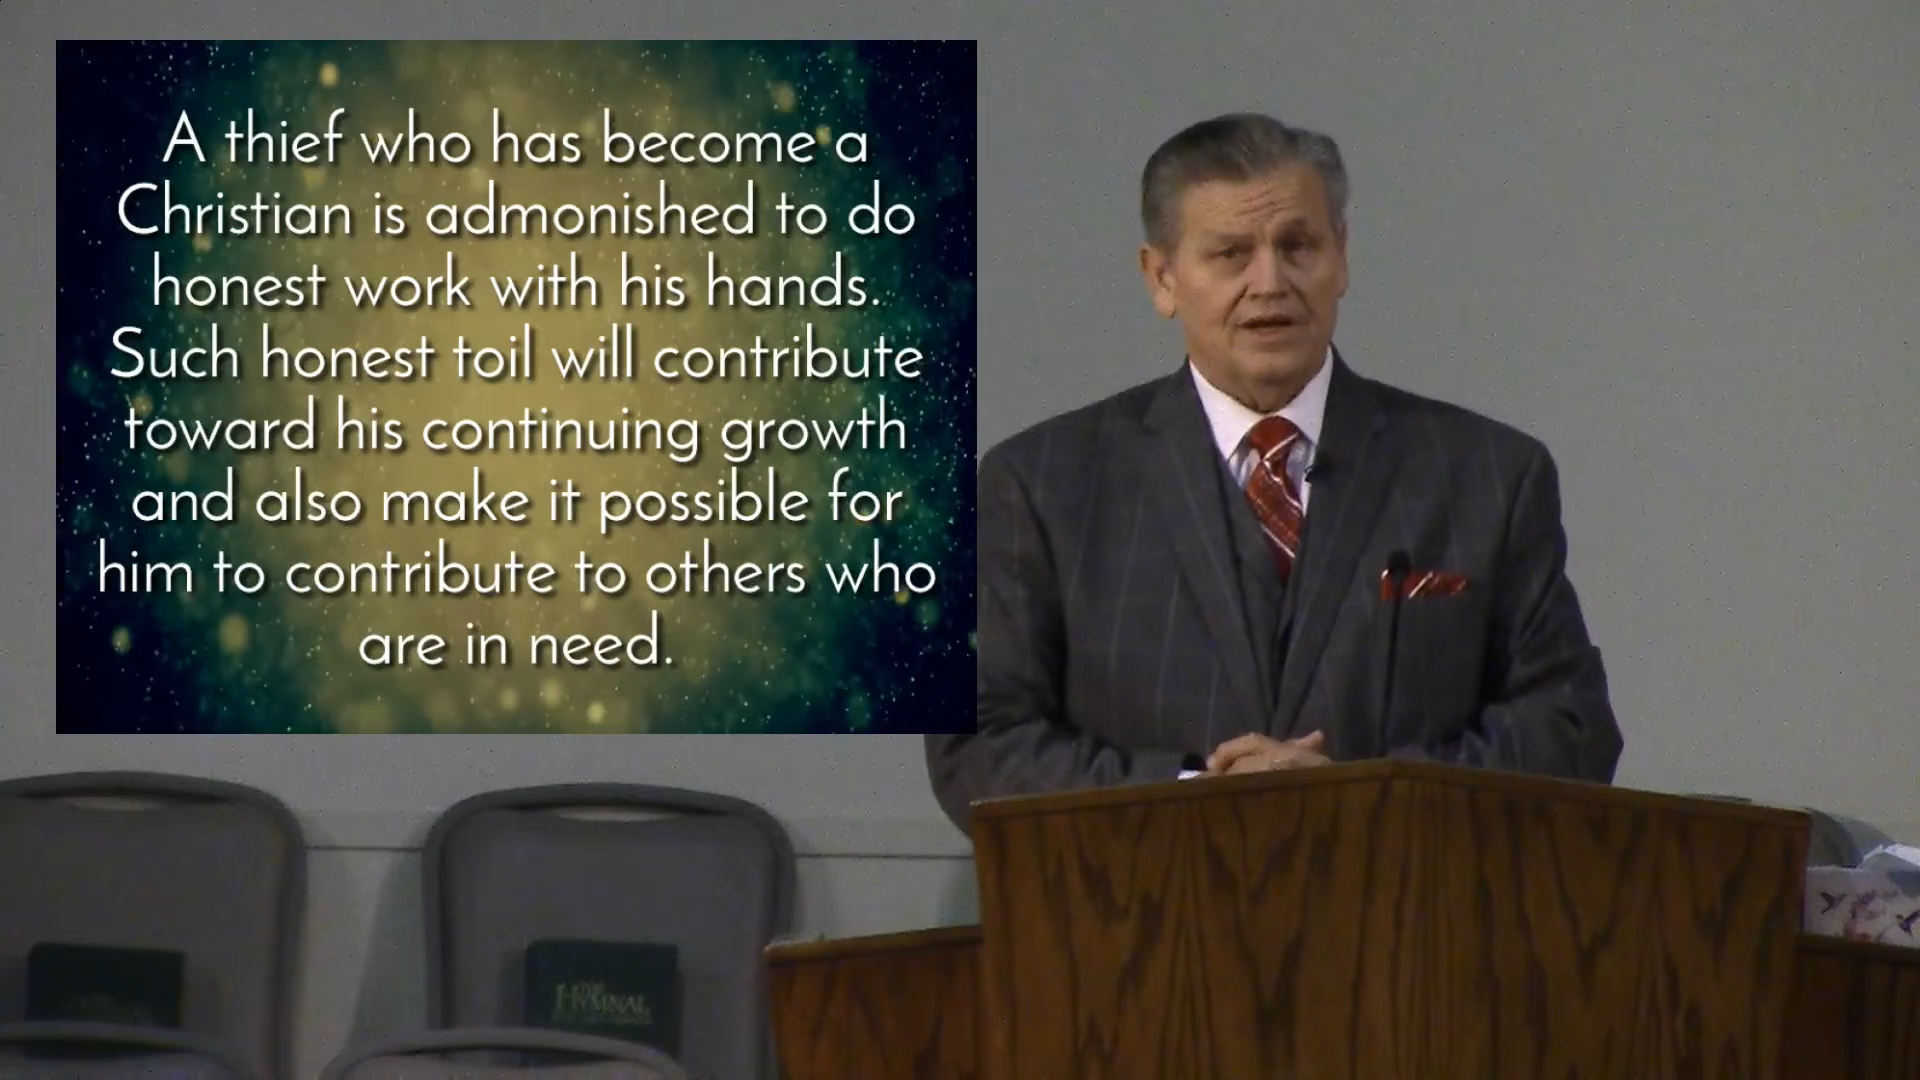 A thief who has become a
Christian is admonished to do
honest work with his hands.
Such honest toil will contribute
toward his continuing growth
and also make it possible for
him to contribute to others who
are in need.
THE
HYMNAL